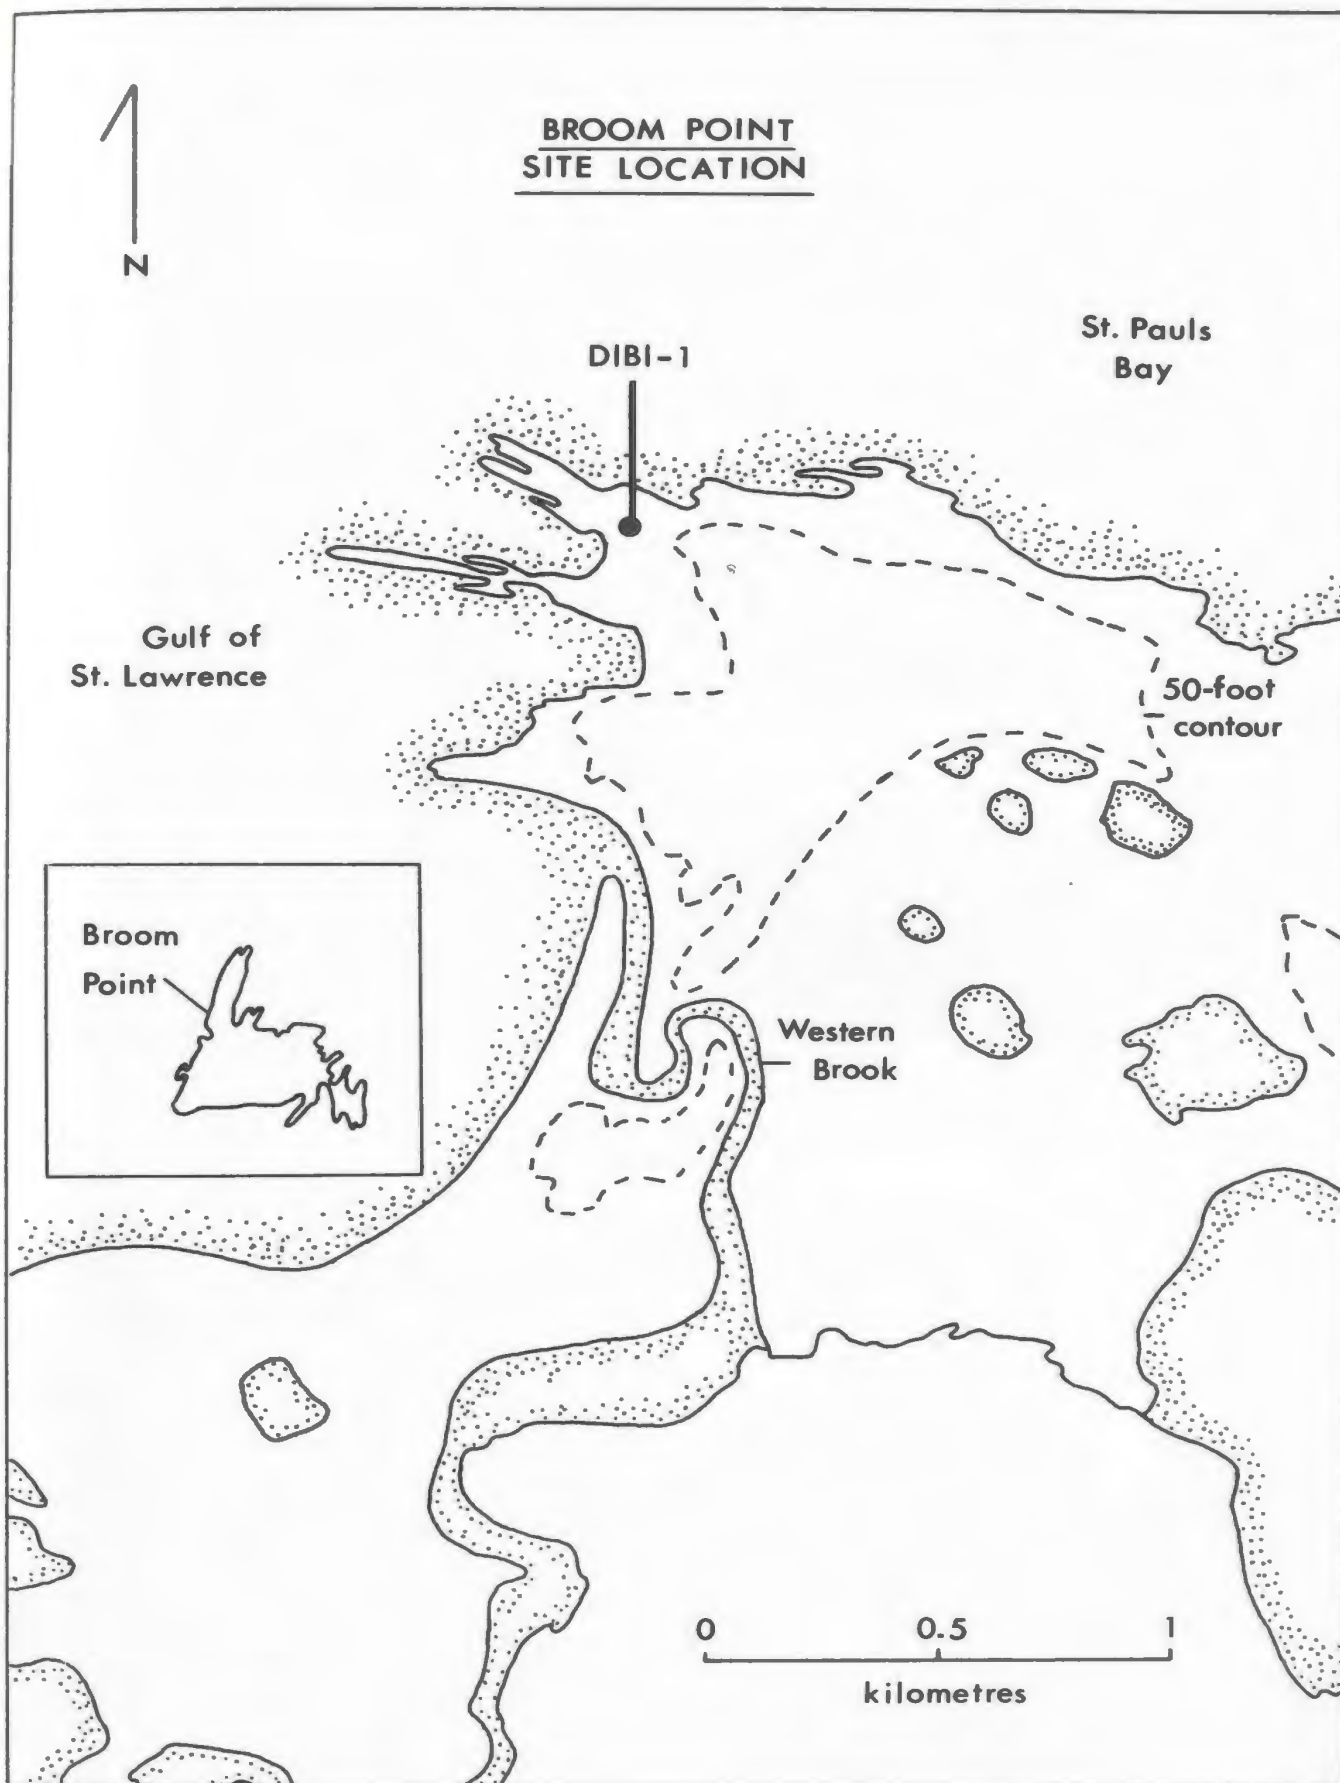 BROOM POINT
SITE LOCATION
N
St. Pauls
Bay
DIBI-1
Gulf of
St. Lawrence
50-foot
contour
Broom
Point
Western
Brook
0 0.5 1
kilometres